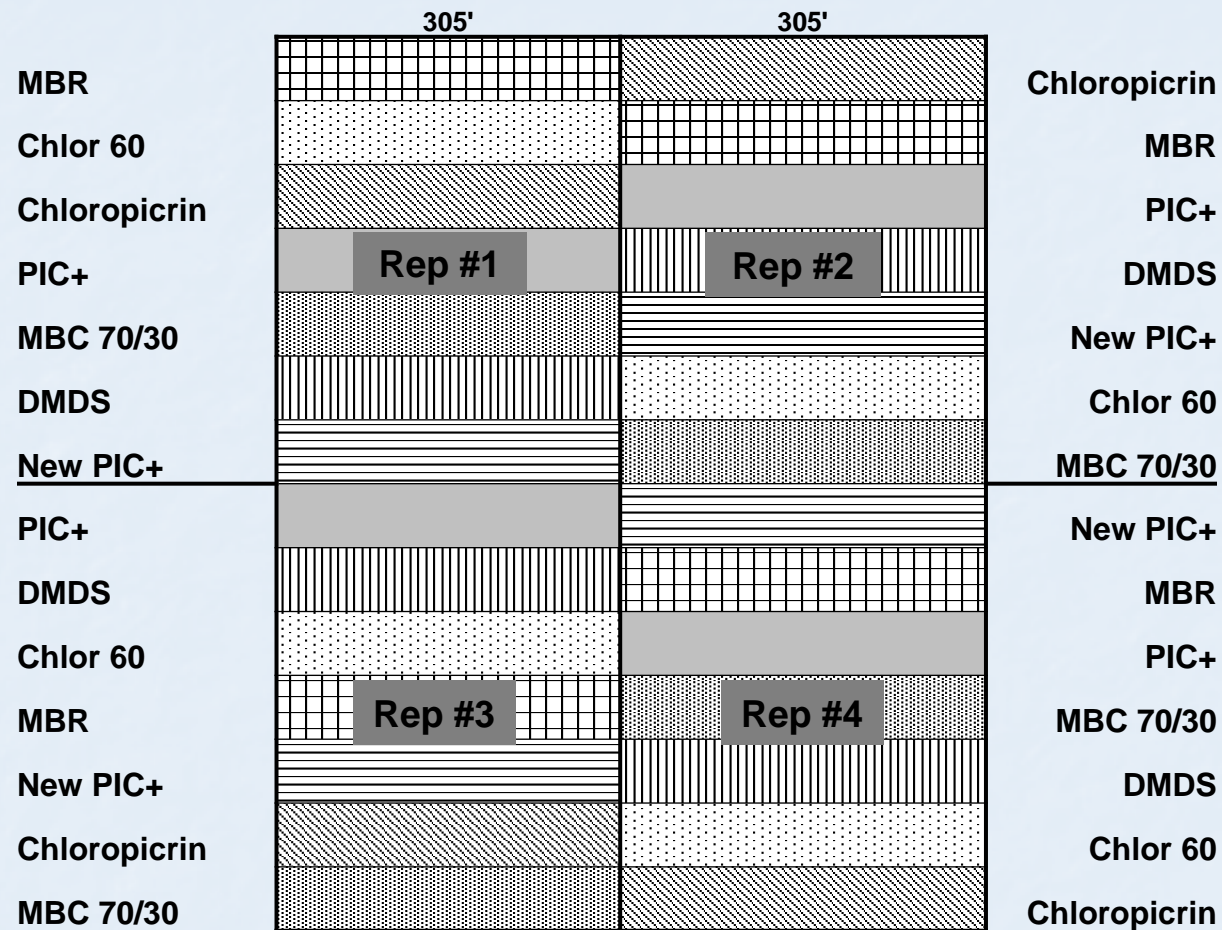 305' 305'
MBR
Chlor 60
Chloropicrin
PIC+
MBC 70/30
DMDS
New PIC+
PIC+
DMDS
Chlor 60
MBR
New PIC+
Chloropicrin
MBC 70/30
Rep #1
Rep #2
Rep #3
Rep #4
Chloropicrin
MBR
PIC+
DMDS
New PIC+
Chlor 60
MBC 70/30
New PIC+
MBR
PIC+
MBC 70/30
DMDS
Chlor 60
Chloropicrin